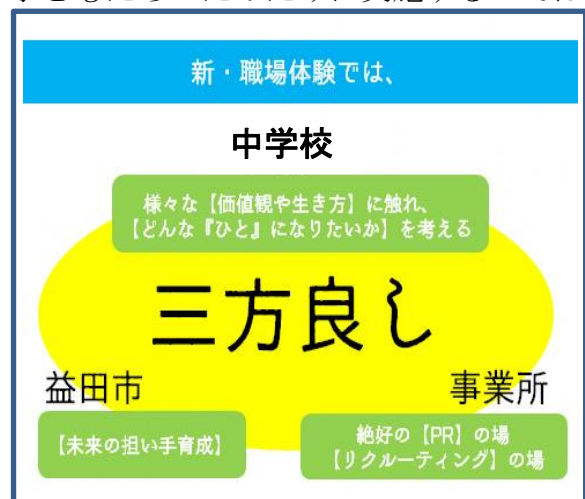 新・職場体験では、
中学校
様々な【価値観や生き方】に触れ、
【どんな『ひと』になりたいか】を考える
三方良し
益田市
事業所
【未来の担い手育成】
絶好の【PR】の場
【リクルーティング】の場